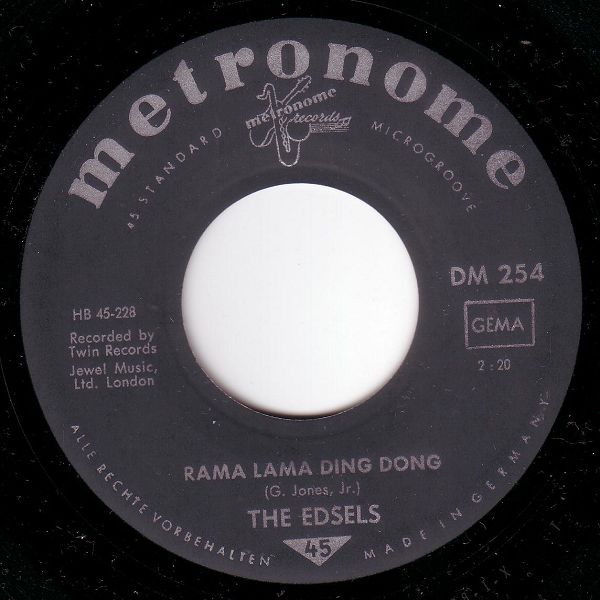 metronome
metronome
records
45 STANDARD
MICROGROOVE
DM 254
HB 45-228
GEMA
Recorded by
Twin Records
2:20
Jewel Music,
Ltd. London
RAMA LAMA DING DONG
(G. Jones, Jr.)
THE EDSELS
45
ALLE RECHTE VORBEHALTEN
MADE IN GERMANY